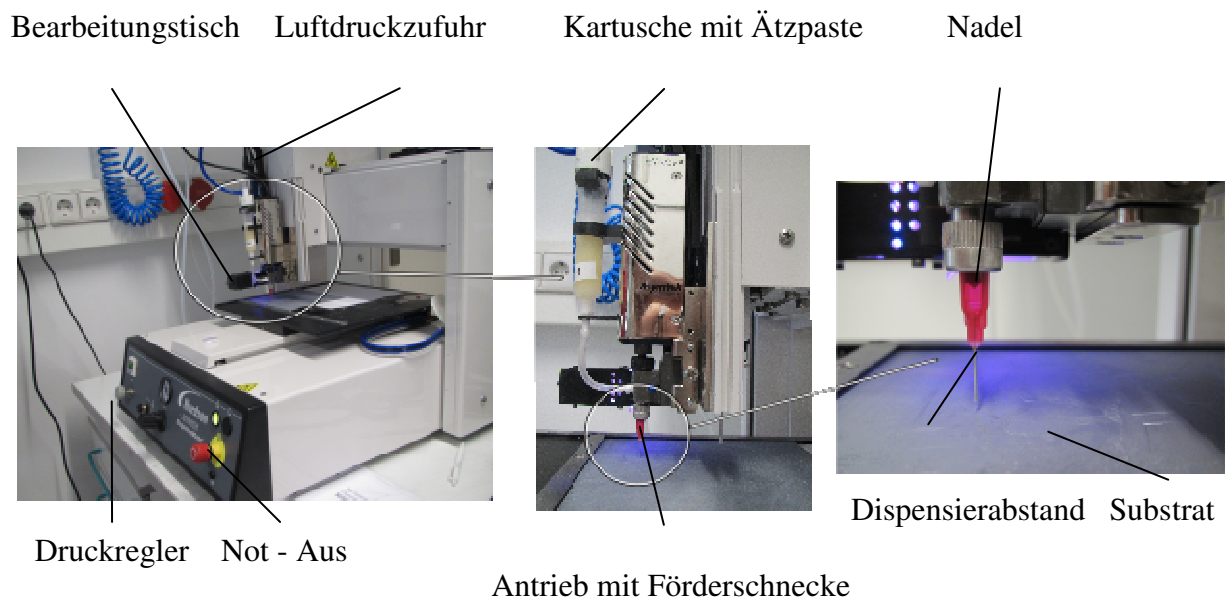 Bearbeitungstisch Luftdruckzufuhr Kartusche mit Ätzpaste Nadel
Dispensierabstand Substrat
Druckregler Not - Aus
Antrieb mit Förderschnecke